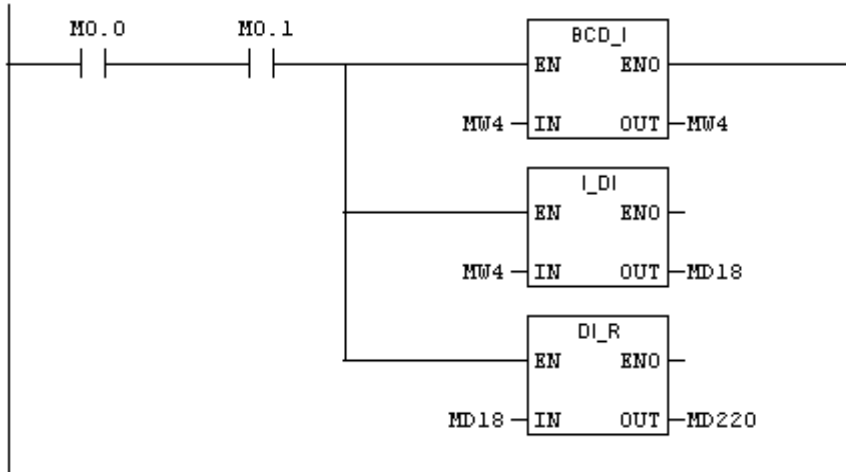 M0.0 M0.1
BCD_I
EN ENO
MW4 IN OUT MW4
I_DI
EN ENO
MW4 IN OUT MD18
DI_R
EN ENO
MD18 IN OUT MD220